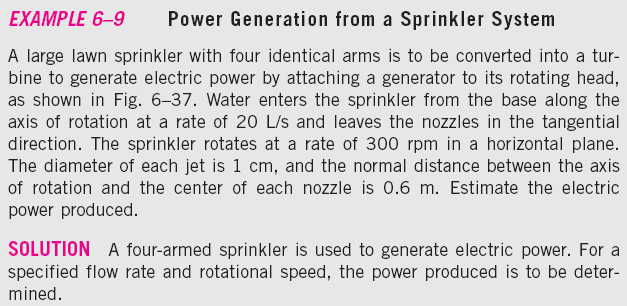 EXAMPLE 6–9 Power Generation from a Sprinkler System
A large lawn sprinkler with four identical arms is to be converted into a tur-
bine to generate electric power by attaching a generator to its rotating head,
as shown in Fig. 6–37. Water enters the sprinkler from the base along the
axis of rotation at a rate of 20 L/s and leaves the nozzles in the tangential
direction. The sprinkler rotates at a rate of 300 rpm in a horizontal plane.
The diameter of each jet is 1 cm, and the normal distance between the axis
of rotation and the center of each nozzle is 0.6 m. Estimate the electric
power produced.
SOLUTION A four-armed sprinkler is used to generate electric power. For a
specified flow rate and rotational speed, the power produced is to be deter-
mined.